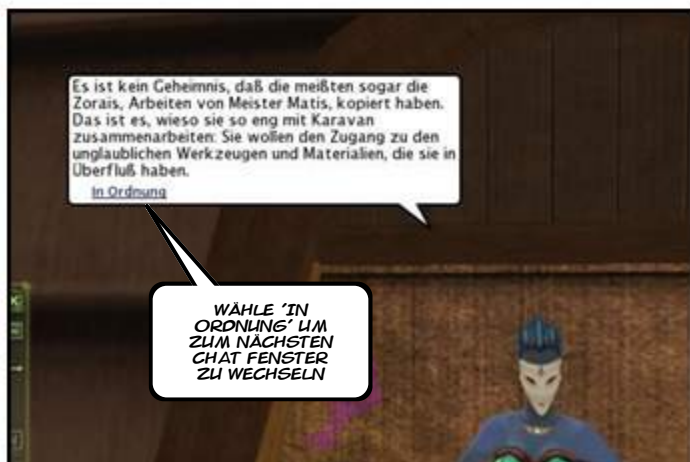 Es ist kein Geheimnis, daß die meißten sogar die
Zorais, Arbeiten von Meister Matis, kopiert haben.
Das ist es, wieso sie so eng mit Karavan
zusammenarbeiten: Sie wollen den Zugang zu den
unglaublichen Werkzeugen und Materialien, die sie in
Überfluß haben.
In Ordnung
WÄHLE 'IN
ORDNUNG' UM
ZUM NÄCHSTEN
CHAT FENSTER
ZU WECHSELN